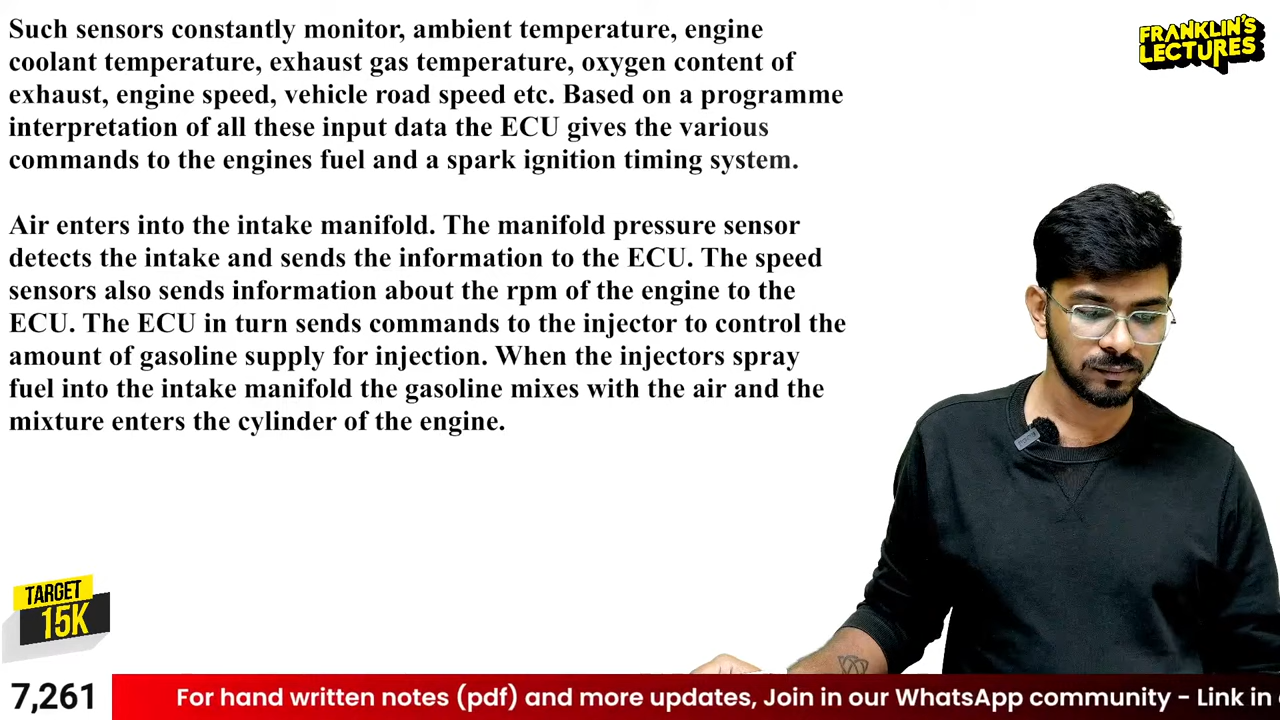 Such sensors constantly monitor, ambient temperature, engine
coolant temperature, exhaust gas temperature, oxygen content of
exhaust, engine speed, vehicle road speed etc. Based on a programme
interpretation of all these input data the ECU gives the various
commands to the engines fuel and a spark ignition timing system.
Air enters into the intake manifold. The manifold pressure sensor
detects the intake and sends the information to the ECU. The speed
sensors also sends information about the rpm of the engine to the
ECU. The ECU in turn sends commands to the injector to control the
amount of gasoline supply for injection. When the injectors spray
fuel into the intake manifold the gasoline mixes with the air and the
mixture enters the cylinder of the engine.
FRANKLIN'S
LECTURES
TARGET
15K
7,261
For hand written notes (pdf) and more updates, Join in our WhatsApp community - Link in